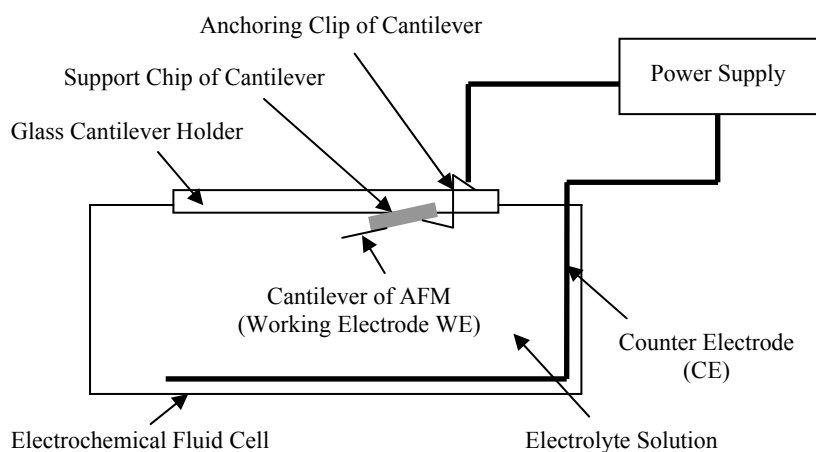 Anchoring Clip of Cantilever
Support Chip of Cantilever
Power Supply
Glass Cantilever Holder
Cantilever of AFM
(Working Electrode WE)
Counter Electrode
(CE)
Electrochemical Fluid Cell
Electrolyte Solution